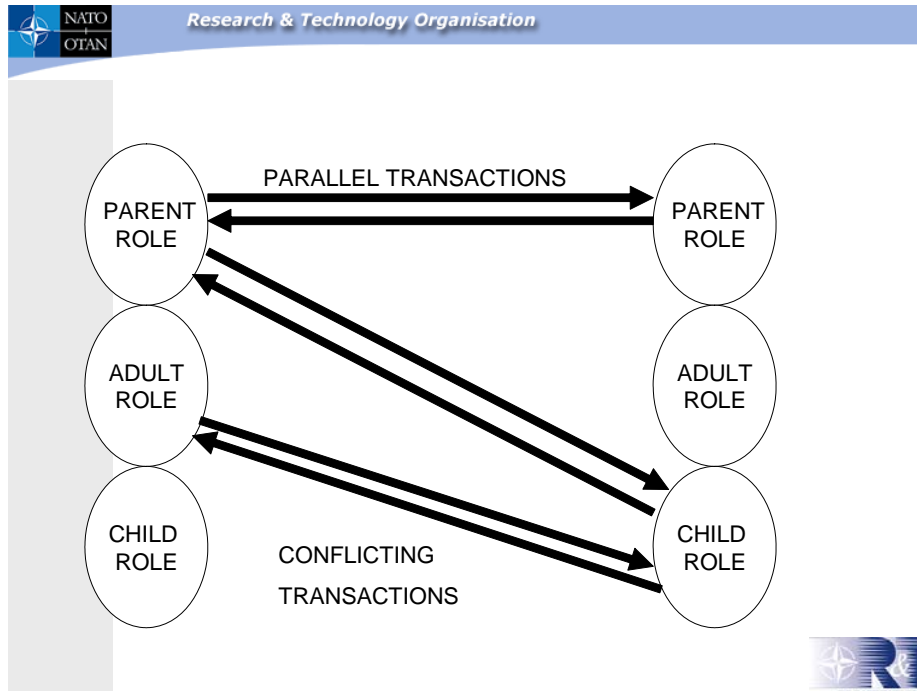 NATO
OTAN
Research & Technology Organisation
PARALLEL TRANSACTIONS
PARENT
ROLE
PARENT
ROLE
ADULT
ROLE
ADULT
ROLE
CHILD
ROLE
CHILD
ROLE
CONFLICTING
TRANSACTIONS
R&